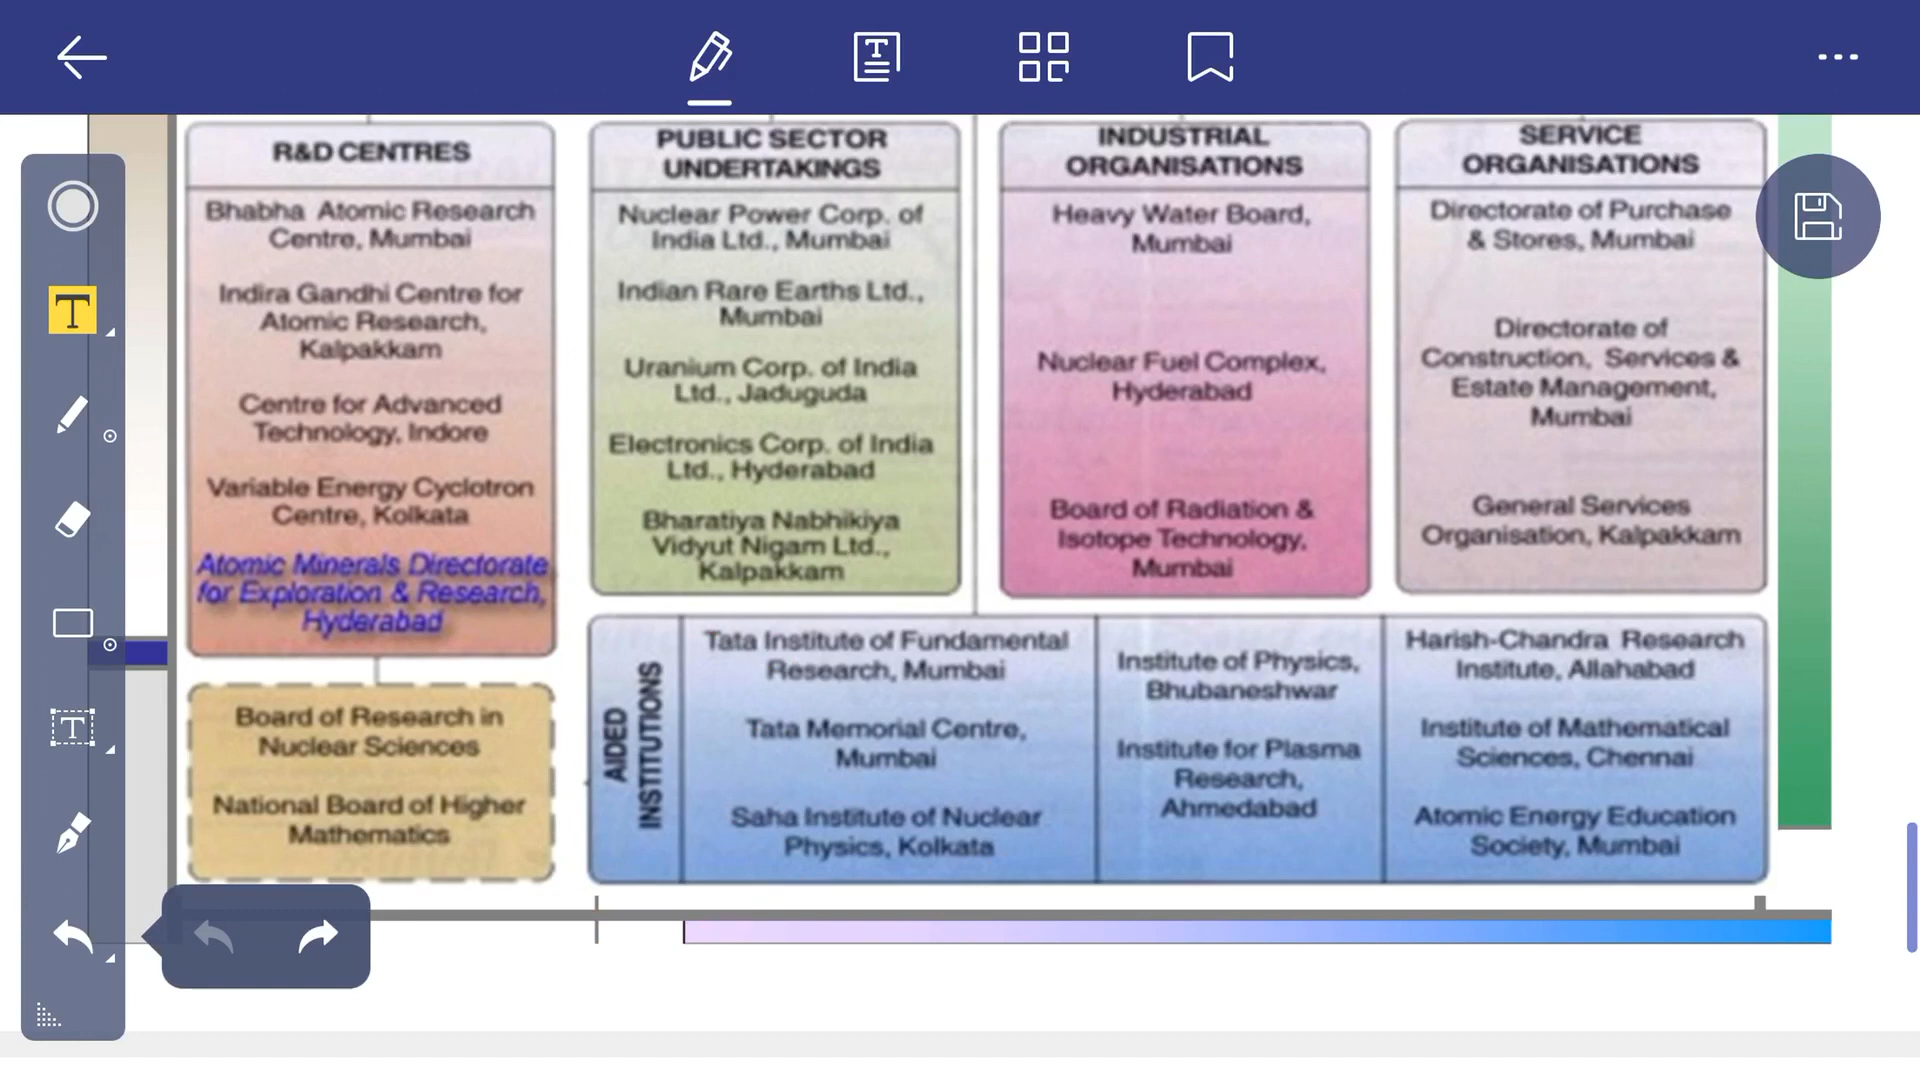 R&D CENTRES
Bhabha Atomic Research
Centre, Mumbai
Indira Gandhi Centre for
Atomic Research,
Kalpakkam
Centre for Advanced
Technology, Indore
Variable Energy Cyclotron
Centre, Kolkata
Atomic Minerals Directorate
for Exploration & Research,
Hyderabad
Board of Research in
Nuclear Sciences
National Board of Higher
Mathematics
PUBLIC SECTOR
UNDERTAKINGS
Nuclear Power Corp. of
India Ltd., Mumbai
Indian Rare Earths Ltd.,
Mumbai
Uranium Corp. of India
Ltd., Jaduguda
Electronics Corp. of India
Ltd., Hyderabad
Bharatiya Nabhikiya
Vidyut Nigam Ltd.,
Kalpakkam
INDUSTRIAL
ORGANISATIONS
Heavy Water Board,
Mumbai
Nuclear Fuel Complex,
Hyderabad
Board of Radiation &
Isotope Technology,
Mumbai
SERVICE
ORGANISATIONS
Directorate of Purchase
& Stores, Mumbai
Directorate of
Construction, Services &
Estate Management,
Mumbai
General Services
Organisation, Kalpakkam
AIDED
INSTITUTIONS
Tata Institute of Fundamental
Research, Mumbai
Tata Memorial Centre,
Mumbai
Saha Institute of Nuclear
Physics, Kolkata
Institute of Physics,
Bhubaneshwar
Institute for Plasma
Research,
Ahmedabad
Harish-Chandra Research
Institute, Allahabad
Institute of Mathematical
Sciences, Chennai
Atomic Energy Education
Society, Mumbai